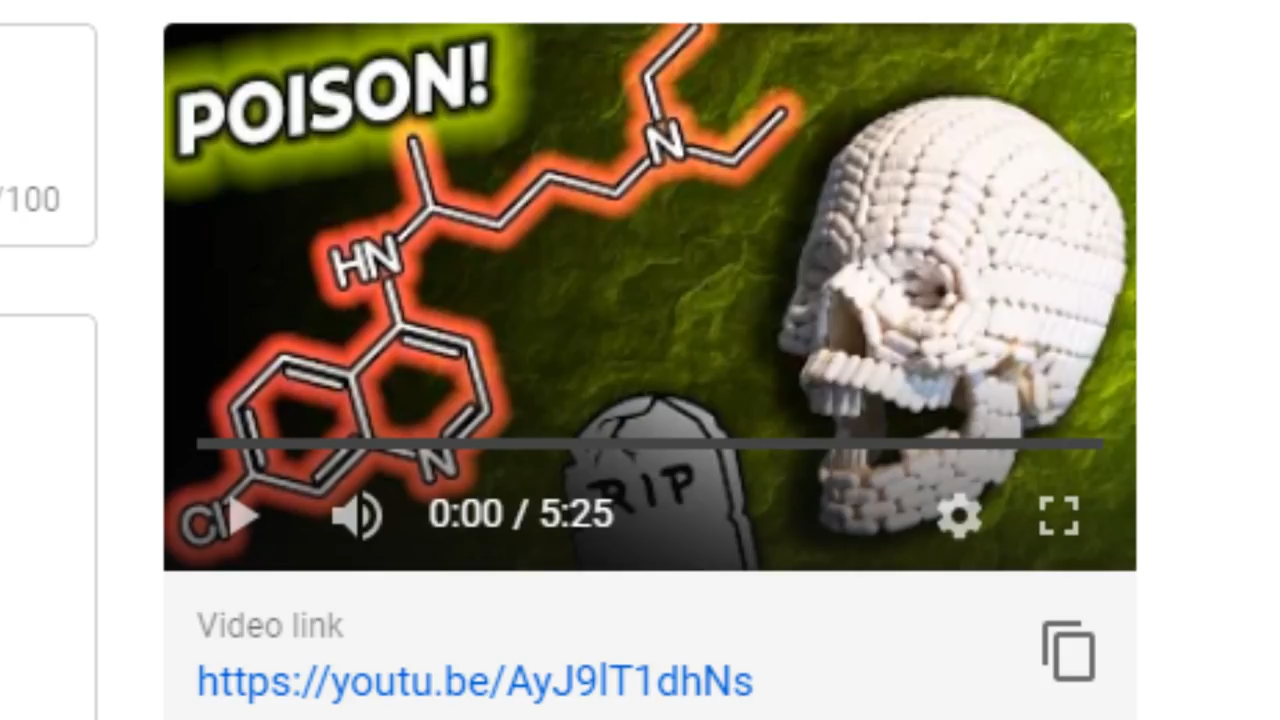 POISON!
N
HN
N
Cl
RIP
/100
0:00 / 5:25
Video link
https://youtu.be/AyJ9lT1dhNs